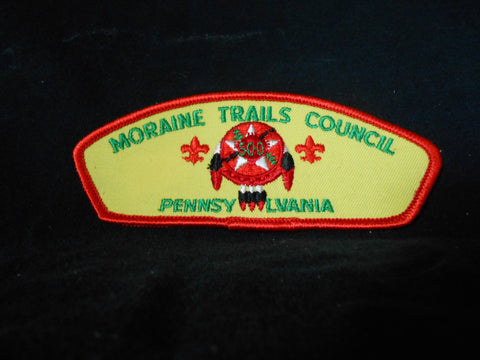 MORAINE TRAILS COUNCIL
500
PENNSYLVANIA